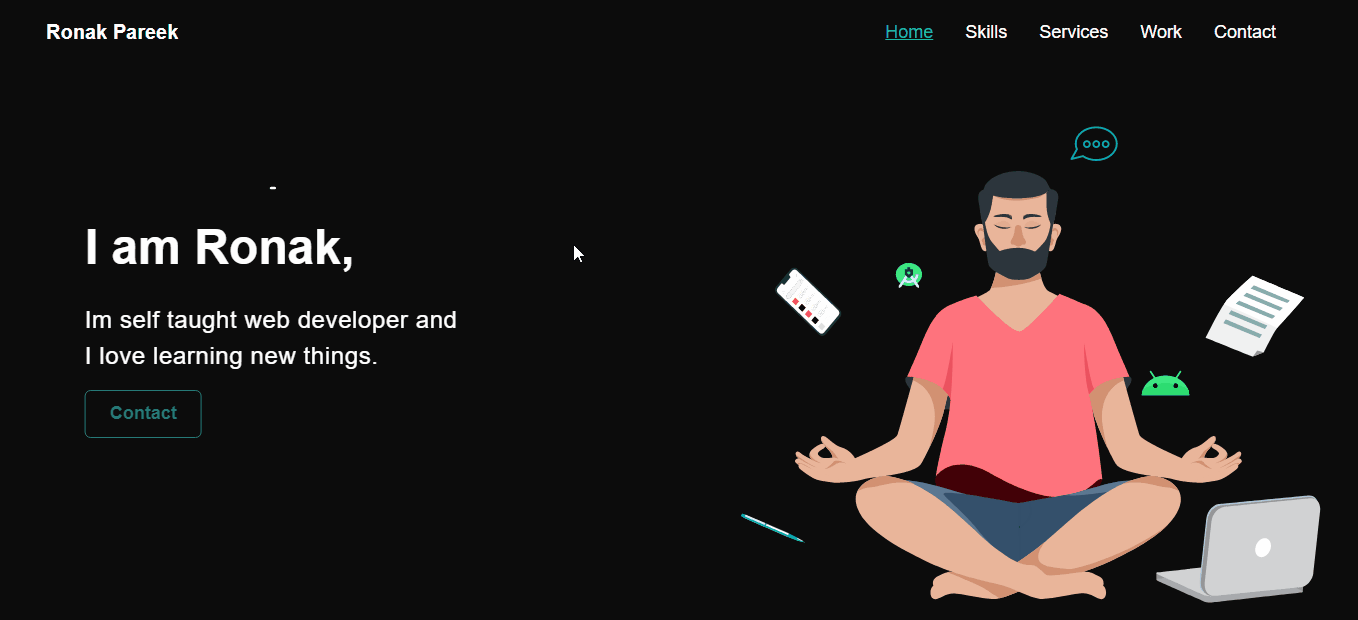 Ronak Pareek
Home Skills Services Work Contact
-
I am Ronak,
Im self taught web developer and
I love learning new things.
Contact